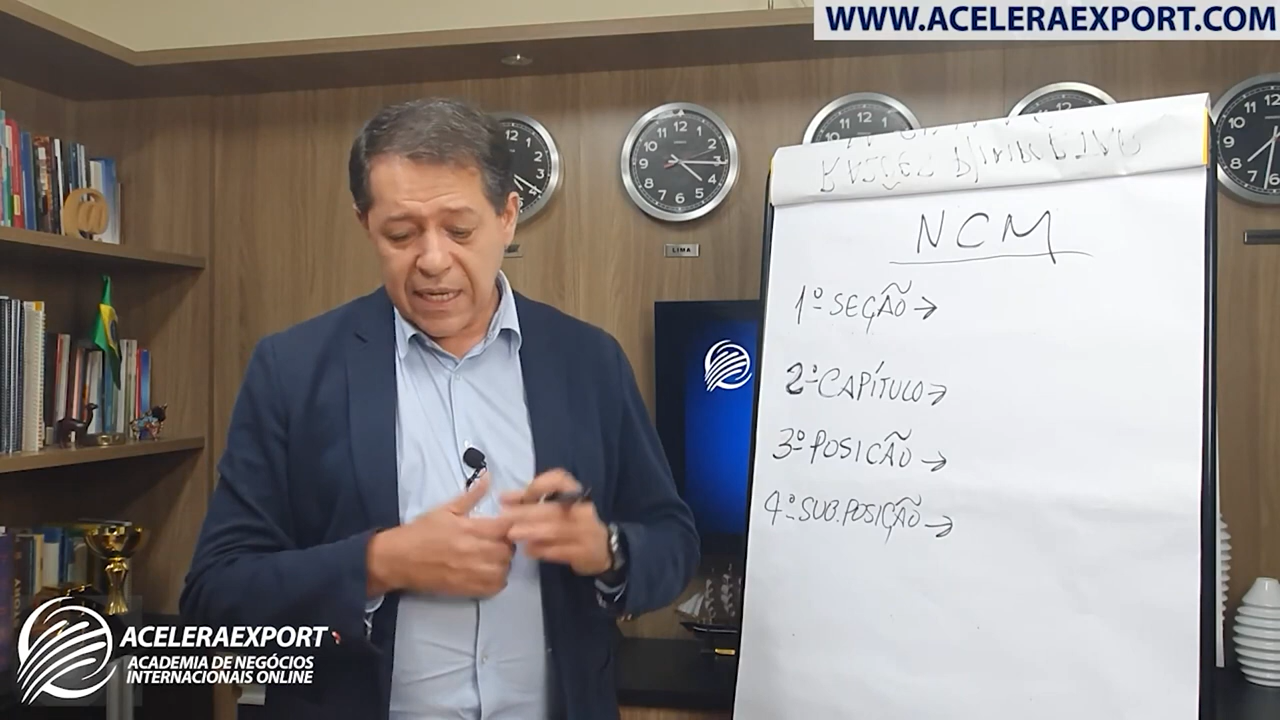 WWW.ACELERAEXPORT.COM
NCM
1º SEÇÃO →
2º CAPÍTULO →
3º POSICÃO →
4º SUB.POSIÇÃO →
LIMA
ACELERAEXPORT
ACADEMIA DE NEGÓCIOS
INTERNACIONAIS ONLINE